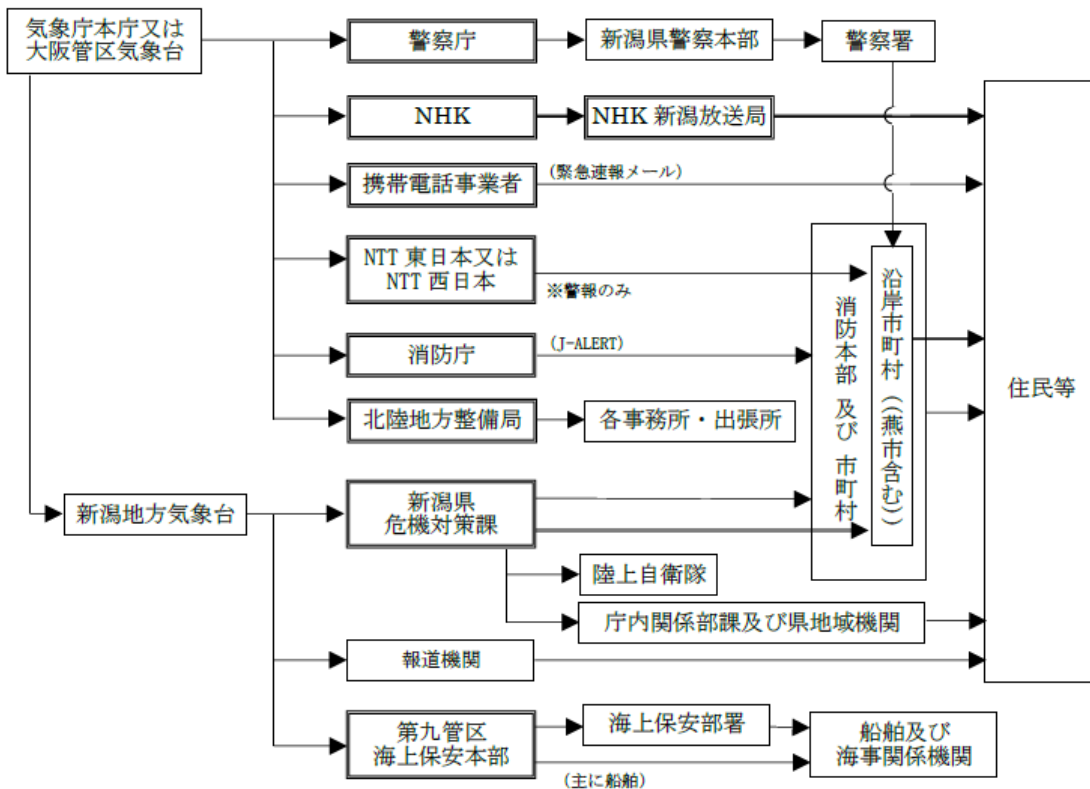 気象庁本庁又は
大阪管区気象台
警察庁
新潟県警察本部
警察署
NHK
NHK 新潟放送局
携帯電話事業者
(緊急速報メール)
NTT 東日本又は
NTT 西日本
※警報のみ
消防庁
(J-ALERT)
北陸地方整備局
各事務所・出張所
消防本部 及び 市町村
沿岸市町村((燕市含む))
住民等
新潟地方気象台
新潟県
危機対策課
陸上自衛隊
庁内関係部課及び県地域機関
報道機関
第九管区
海上保安本部
海上保安部署
(主に船舶)
船舶及び
海事関係機関